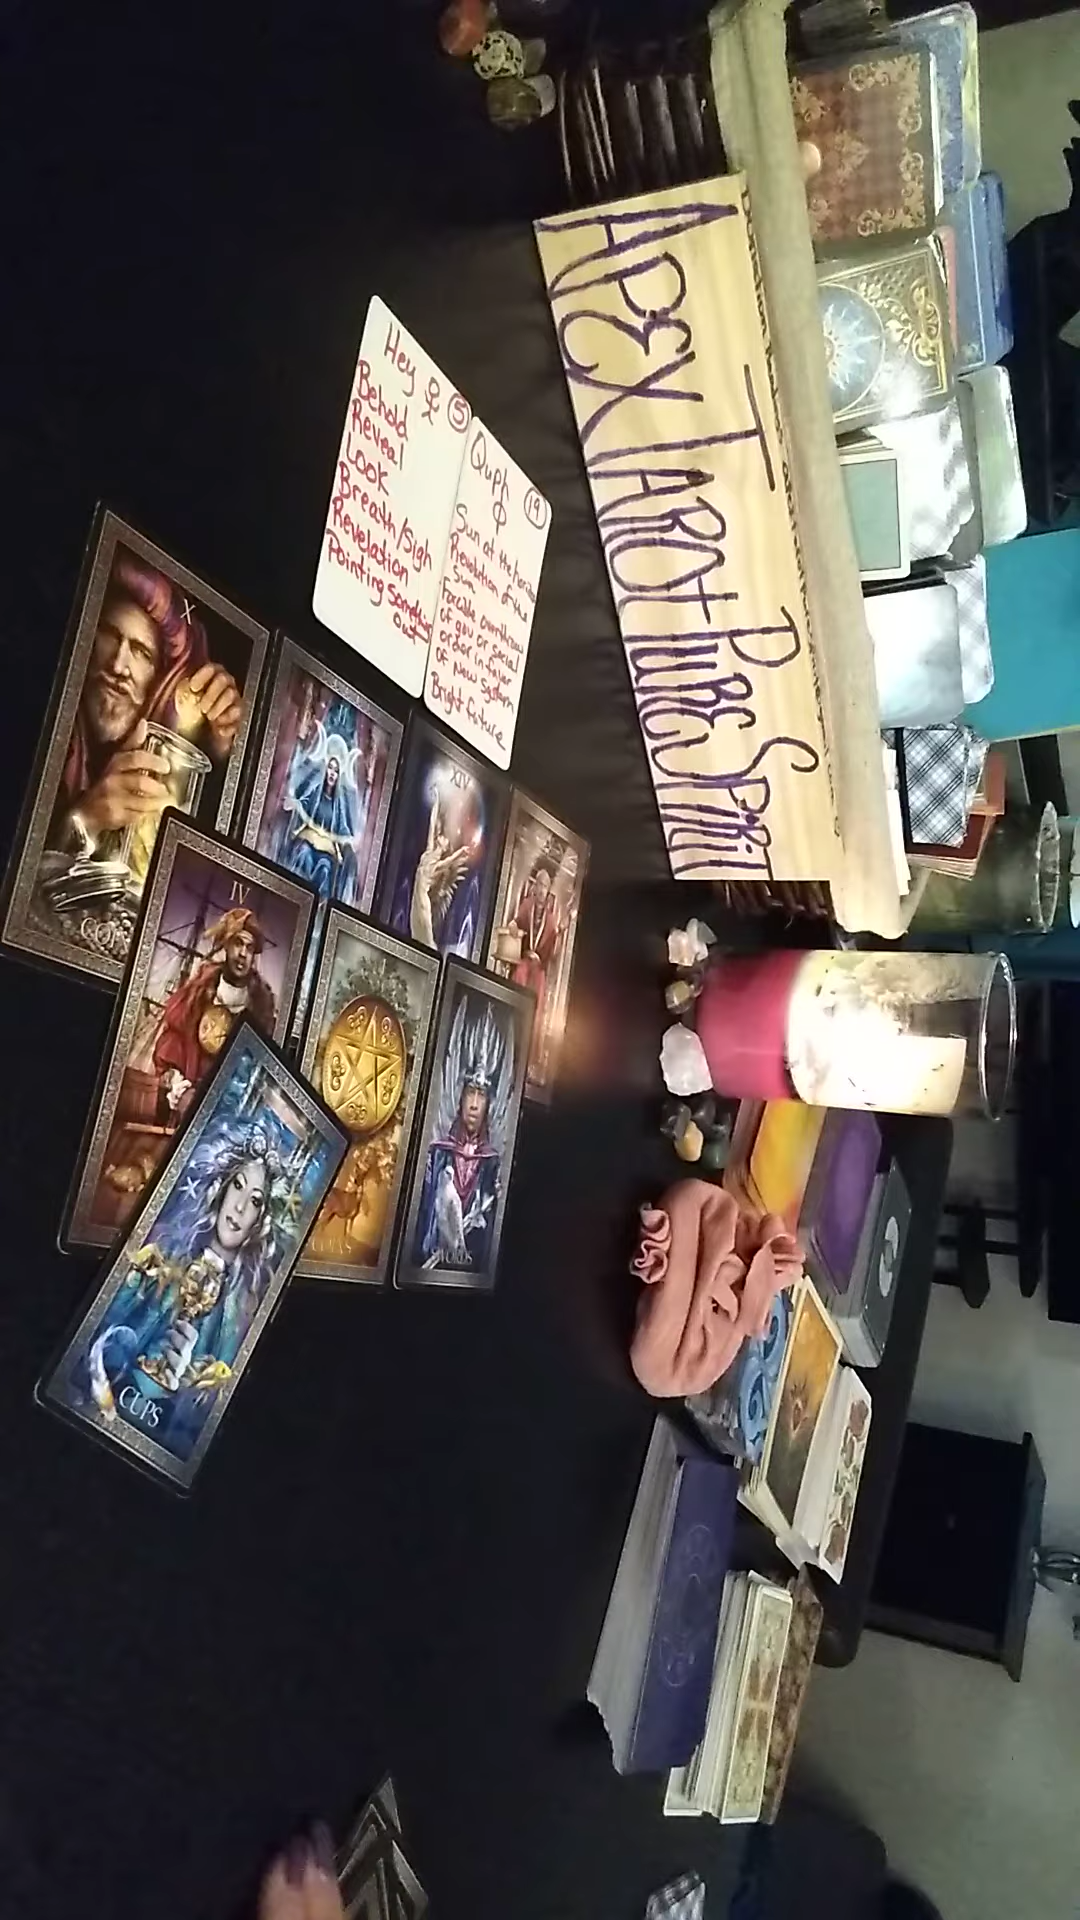 APEX TAROT PURE SPIRIT
Hey
5
Behold
Reveal
Look
Breath/Sigh
Revelation
Pointing Something
out
Quph
19
Sun at the horizon
Revolution of the
Sun
Forcible overthrow
of gov or social
order in favor
of new system
Bright future
X
COINS
XIV
IV
COINS
SWORDS
CUPS